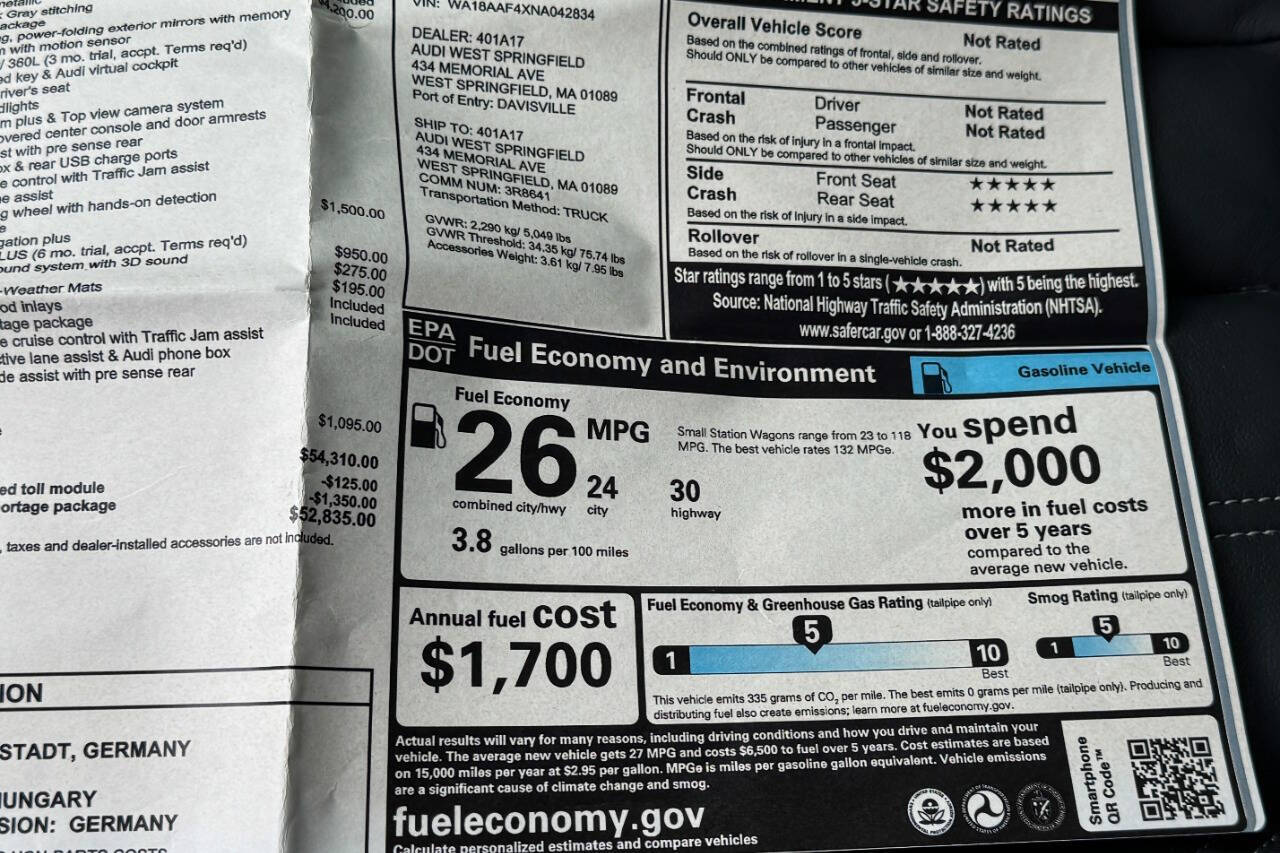 Gray stitching
ackage
g, power-folding exterior mirrors with memory
with motion sensor
360L (3 mo. trial, accpt. Terms req'd)
ed key & Audi virtual cockpit
river's seat
dlights
m plus & Top view camera system
overed center console and door armrests
st with pre sense rear
ox & rear USB charge ports
e control with Traffic Jam assist
e assist
g wheel with hands-on detection
e
gation plus
LUS (6 mo. trial, accpt. Terms req'd)
ound system with 3D sound
-Weather Mats
od inlays
tage package
e cruise control with Traffic Jam assist
tive lane assist & Audi phone box
de assist with pre sense rear
ed toll module
ortage package
, taxes and dealer-installed accessories are not included.
$4,200.00
$1,500.00
$950.00
$275.00
$195.00
Included
Included
$1,095.00
$54,310.00
-$125.00
-$1,350.00
$52,835.00
ION
STADT, GERMANY
HUNGARY
SION: GERMANY
VIN: WA18AAF4XNA042834
DEALER: 401A17
AUDI WEST SPRINGFIELD
434 MEMORIAL AVE
WEST SPRINGFIELD, MA 01089
Port of Entry: DAVISVILLE
SHIP TO: 401A17
AUDI WEST SPRINGFIELD
434 MEMORIAL AVE
WEST SPRINGFIELD, MA 01089
COMM NUM: 3R8641
Transportation Method: TRUCK
GVWR: 2,290 kg/ 5,049 lbs
GVWR Threshold: 34.35 kg/ 75.74 lbs
Accessories Weight: 3.61 kg/ 7.95 lbs
5-STAR SAFETY RATINGS
Overall Vehicle Score Not Rated
Based on the combined ratings of frontal, side and rollover.
Should ONLY be compared to other vehicles of similar size and weight.
Frontal Driver Not Rated
Crash Passenger Not Rated
Based on the risk of injury in a frontal impact.
Should ONLY be compared to other vehicles of similar size and weight.
Side Front Seat ★★★★★
Crash Rear Seat ★★★★★
Based on the risk of injury in a side impact.
Rollover Not Rated
Based on the risk of rollover in a single-vehicle crash.
Star ratings range from 1 to 5 stars (★★★★★) with 5 being the highest.
Source: National Highway Traffic Safety Administration (NHTSA).
www.safercar.gov or 1-888-327-4236
EPA
DOT Fuel Economy and Environment
Gasoline Vehicle
Fuel Economy
26 MPG
combined city/hwy
24
city
30
highway
3.8 gallons per 100 miles
Small Station Wagons range from 23 to 118
MPG. The best vehicle rates 132 MPGe.
You spend
$2,000
more in fuel costs
over 5 years
compared to the
average new vehicle.
Annual fuel cost
$1,700
Fuel Economy & Greenhouse Gas Rating (tailpipe only)
5
1 10
Best
Smog Rating (tailpipe only)
5
1 10
Best
This vehicle emits 335 grams of CO₂ per mile. The best emits 0 grams per mile (tailpipe only). Producing and
distributing fuel also create emissions; learn more at fueleconomy.gov.
Actual results will vary for many reasons, including driving conditions and how you drive and maintain your
vehicle. The average new vehicle gets 27 MPG and costs $6,500 to fuel over 5 years. Cost estimates are based
on 15,000 miles per year at $2.95 per gallon. MPGe is miles per gasoline gallon equivalent. Vehicle emissions
are a significant cause of climate change and smog.
fueleconomy.gov
Calculate personalized estimates and compare vehicles
Smartphone
QR Code™